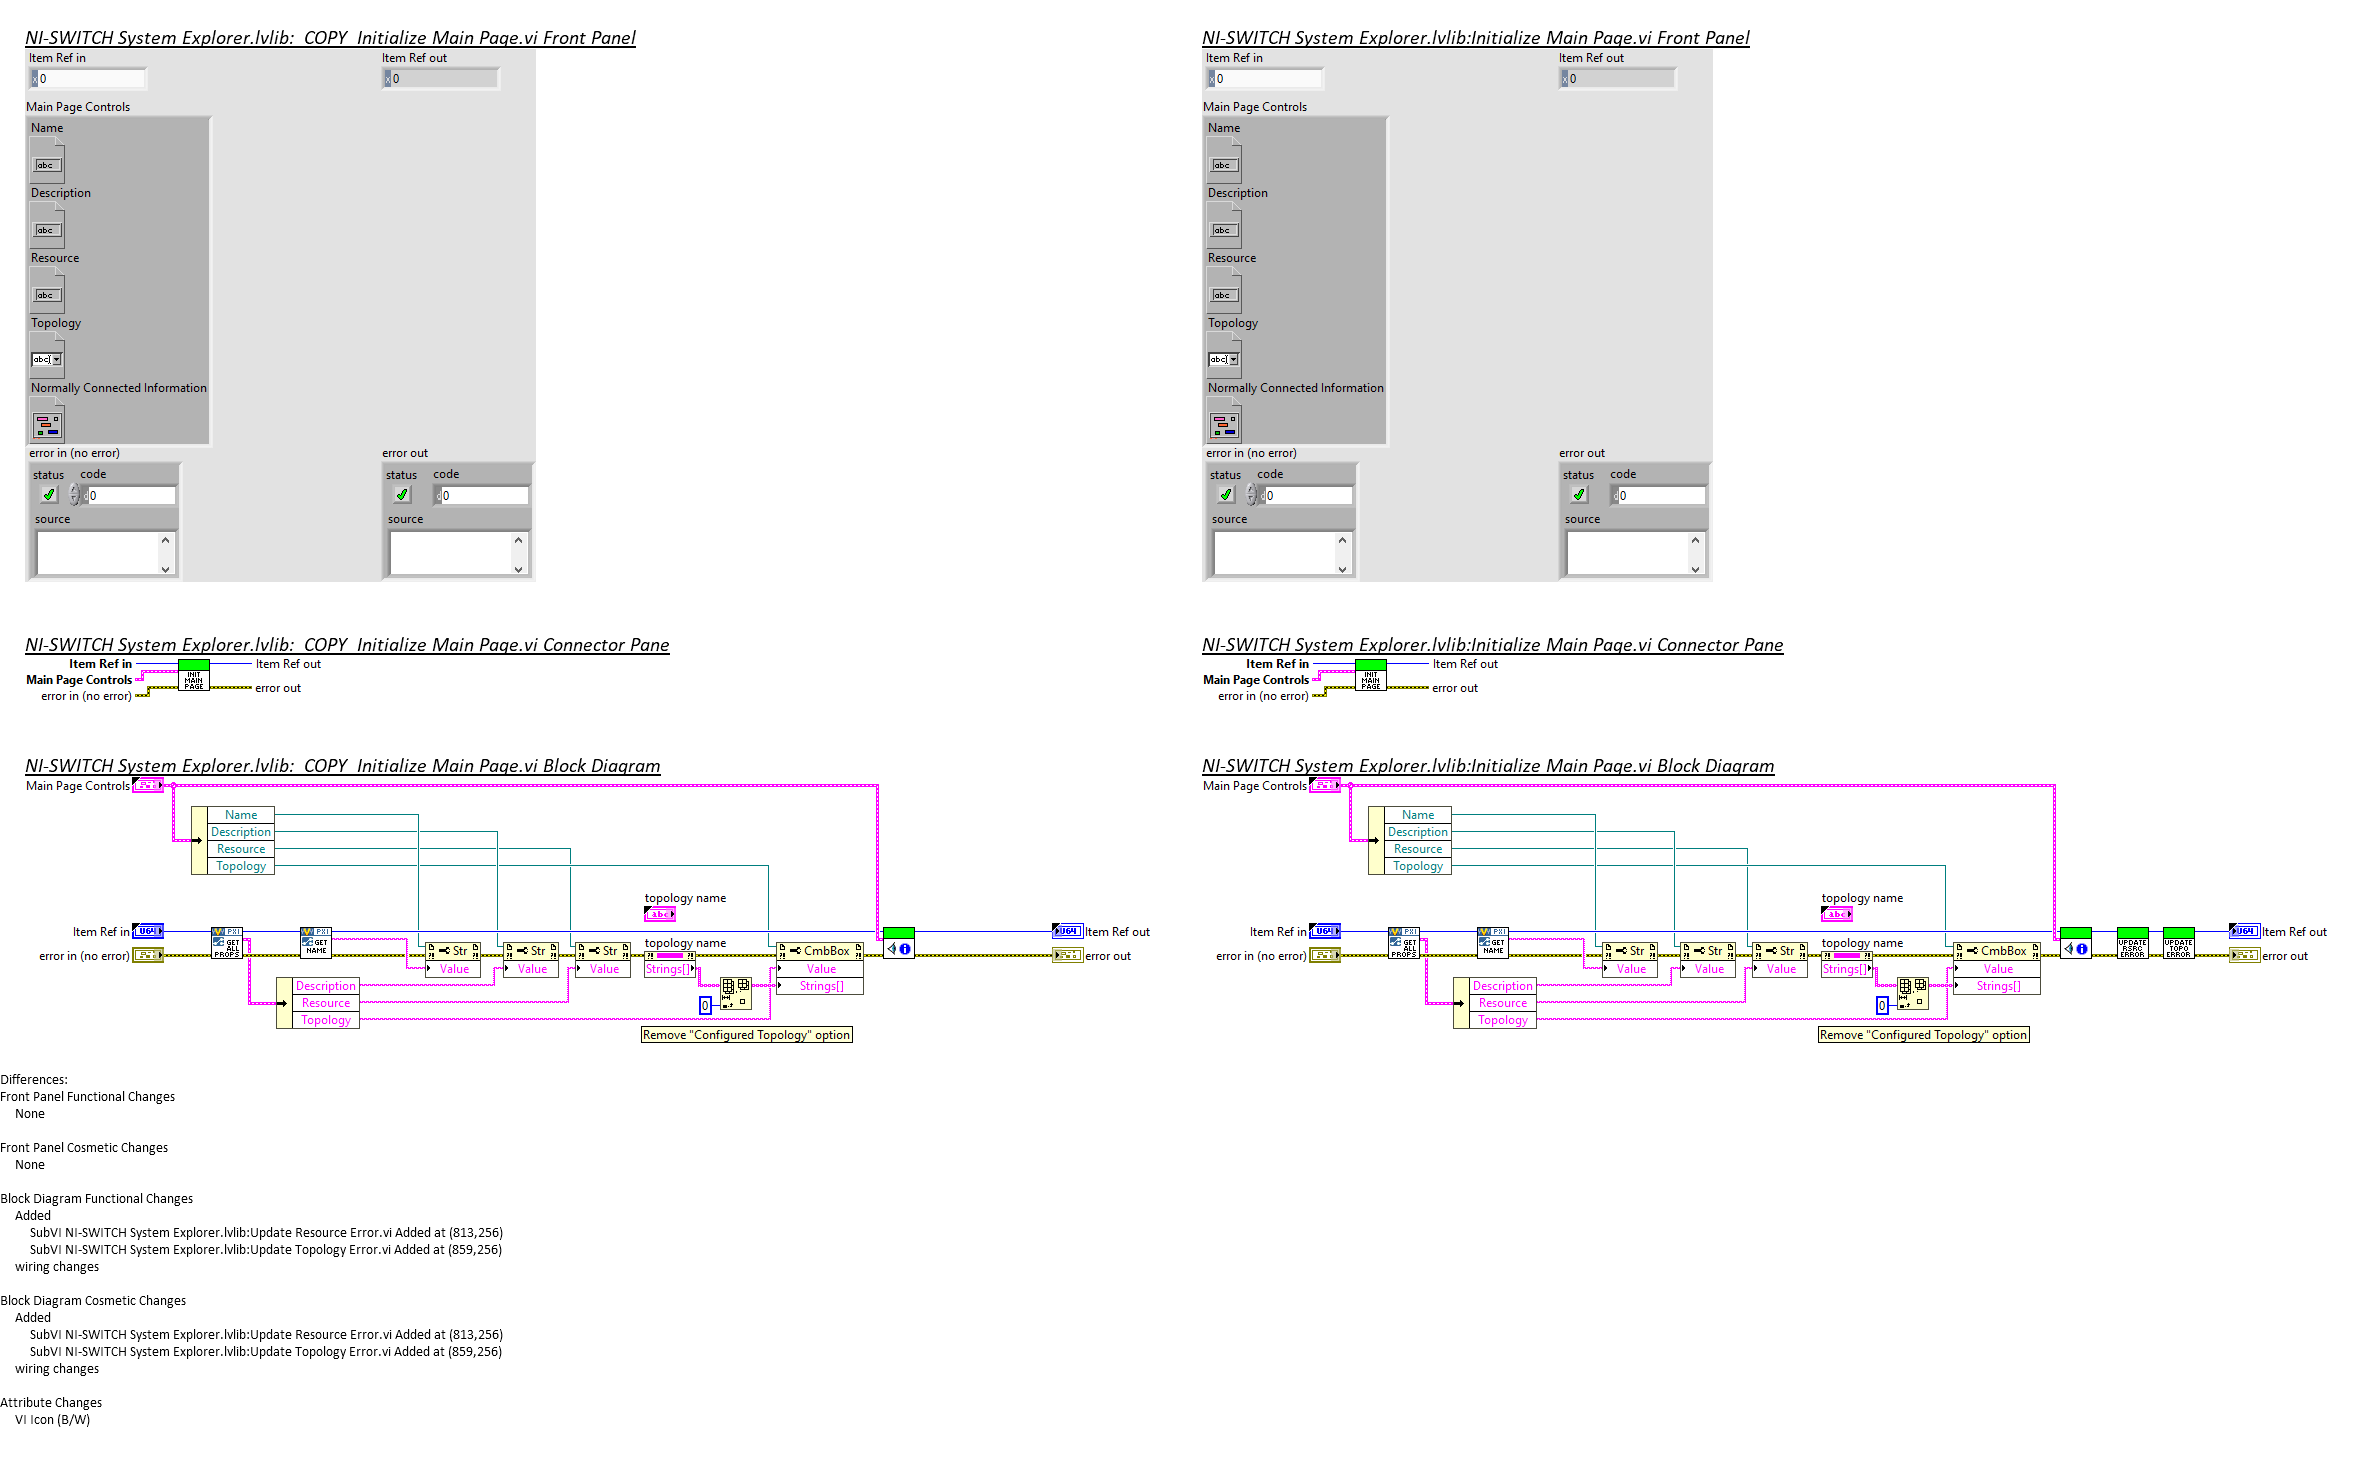 NI-SWITCH System Explorer.lvlib:_COPY_Initialize Main Page.vi Front Panel
Item Ref in
Item Ref out
x 0
x 0
Main Page Controls
Name
abc
Description
abc
Resource
abc
Topology
abc
Normally Connected Information
error in (no error)
error out
status code
status code
d 0
d 0
source
source
NI-SWITCH System Explorer.lvlib:_COPY_Initialize Main Page.vi Connector Pane
Item Ref in
Item Ref out
Main Page Controls
INIT
MAIN
PAGE
error in (no error)
error out
NI-SWITCH System Explorer.lvlib:_COPY_Initialize Main Page.vi Block Diagram
Main Page Controls
Name
Description
Resource
Topology
topology name
abc
Item Ref in
U64
PXI
GET
ALL
PROPS
PXI
GET
NAME
U64
Item Ref out
error in (no error)
Str
Value
Str
Value
Str
Value
topology name
Strings[]
CmbBox
Value
Strings[]
error out
Description
Resource
Topology
0
Remove "Configured Topology" option
NI-SWITCH System Explorer.lvlib:Initialize Main Page.vi Front Panel
Item Ref in
Item Ref out
x 0
x 0
Main Page Controls
Name
abc
Description
abc
Resource
abc
Topology
abc
Normally Connected Information
error in (no error)
error out
status code
status code
d 0
d 0
source
source
NI-SWITCH System Explorer.lvlib:Initialize Main Page.vi Connector Pane
Item Ref in
Item Ref out
Main Page Controls
INIT
MAIN
PAGE
error in (no error)
error out
NI-SWITCH System Explorer.lvlib:Initialize Main Page.vi Block Diagram
Main Page Controls
Name
Description
Resource
Topology
topology name
abc
Item Ref in
U64
PXI
GET
ALL
PROPS
PXI
GET
NAME
UPDATE
RSRC
ERROR
UPDATE
TOPO
ERROR
U64
Item Ref out
error in (no error)
Str
Value
Str
Value
Str
Value
topology name
Strings[]
CmbBox
Value
Strings[]
error out
Description
Resource
Topology
0
Remove "Configured Topology" option
Differences:
Front Panel Functional Changes
None
Front Panel Cosmetic Changes
None
Block Diagram Functional Changes
Added
SubVI NI-SWITCH System Explorer.lvlib:Update Resource Error.vi Added at (813,256)
SubVI NI-SWITCH System Explorer.lvlib:Update Topology Error.vi Added at (859,256)
wiring changes
Block Diagram Cosmetic Changes
Added
SubVI NI-SWITCH System Explorer.lvlib:Update Resource Error.vi Added at (813,256)
SubVI NI-SWITCH System Explorer.lvlib:Update Topology Error.vi Added at (859,256)
wiring changes
Attribute Changes
VI Icon (B/W)